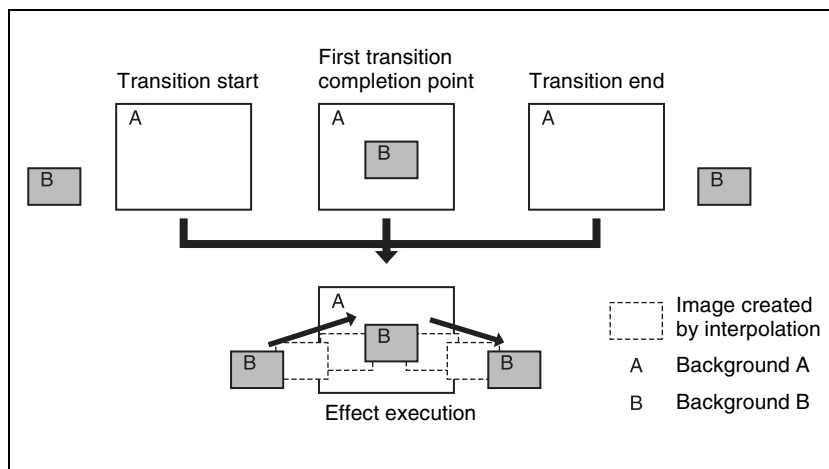 Transition start
First transition
completion point
Transition end
A
A
A
B
B
B
A
B
B
B
Effect execution
Image created
by interpolation
A Background A
B Background B